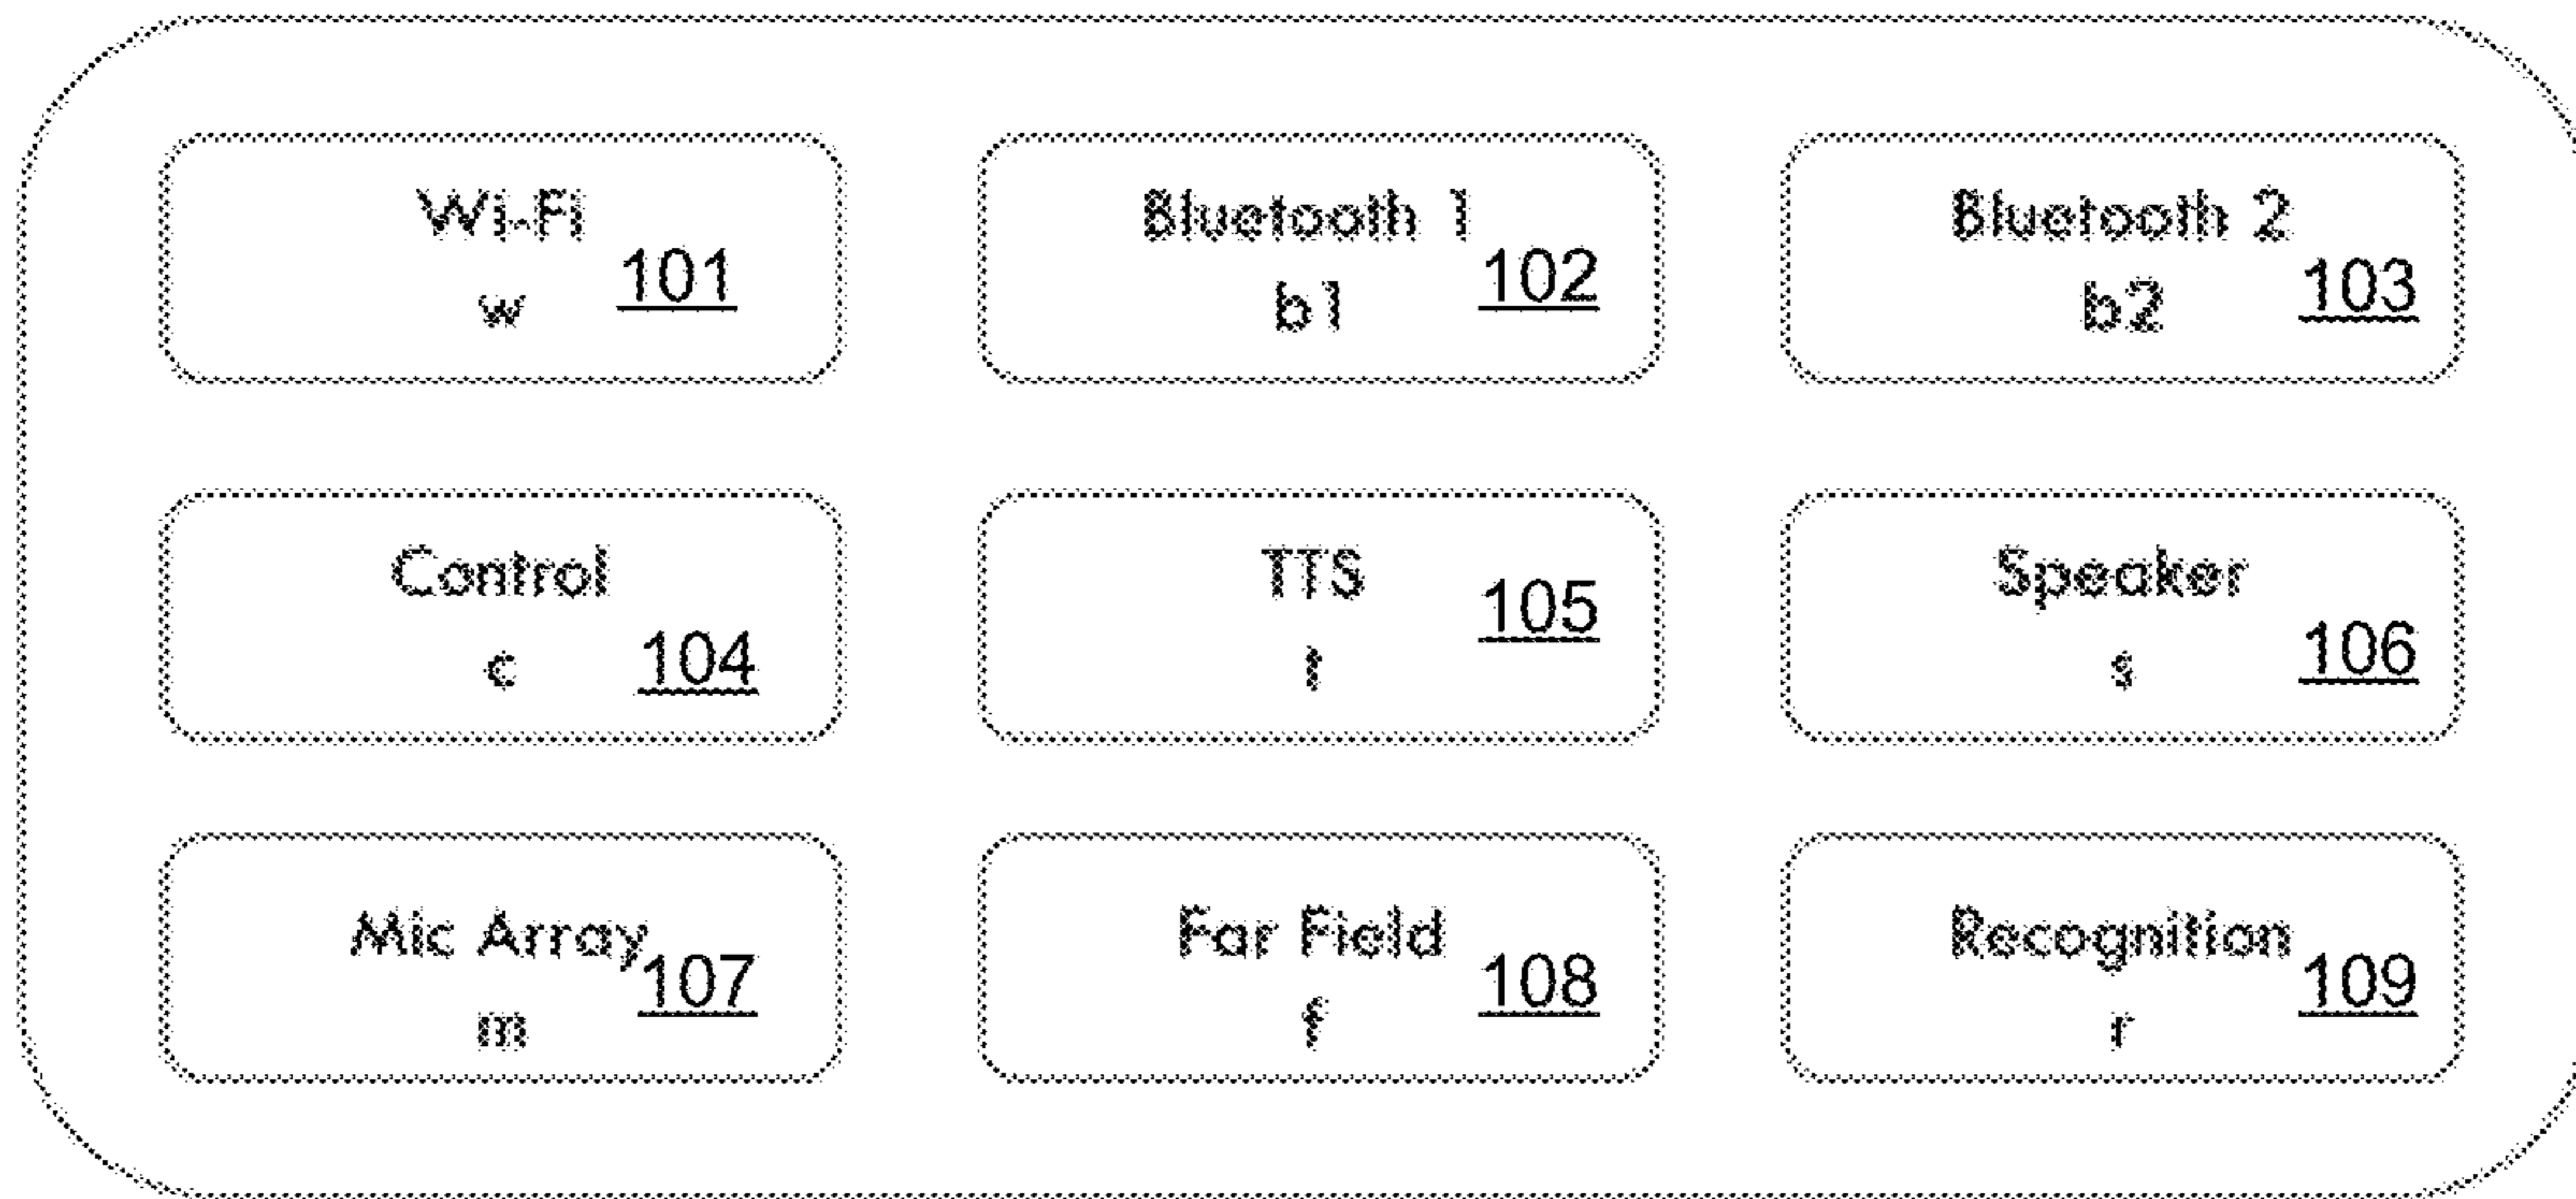 Wi-Fi
w 101
Bluetooth 1
b1 102
Bluetooth 2
b2 103
Control
c 104
TTS
t 105
Speaker
s 106
Mic Array
m 107
Far Field
f 108
Recognition
r 109